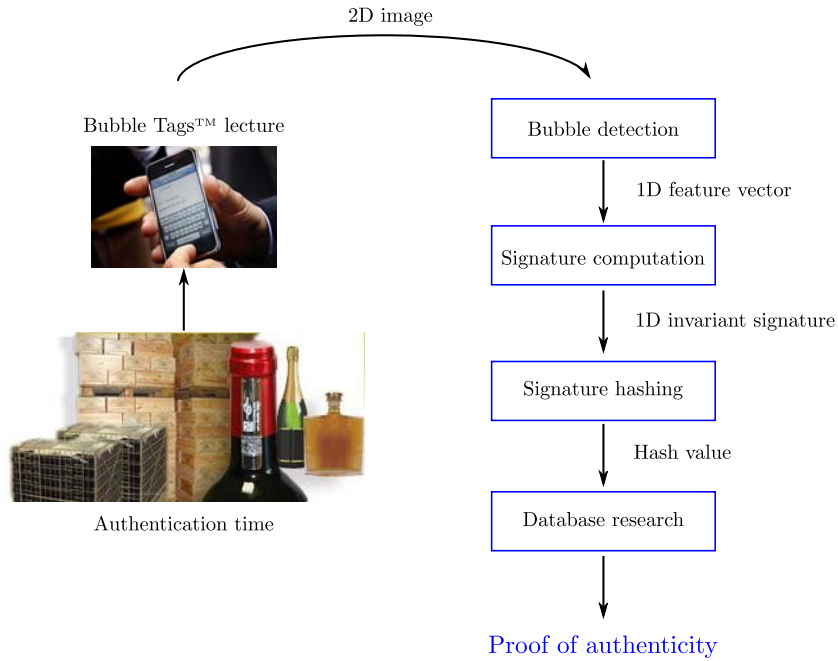 2D image
Bubble Tags™ lecture
Authentication time
Bubble detection
1D feature vector
Signature computation
1D invariant signature
Signature hashing
Hash value
Database research
Proof of authenticity